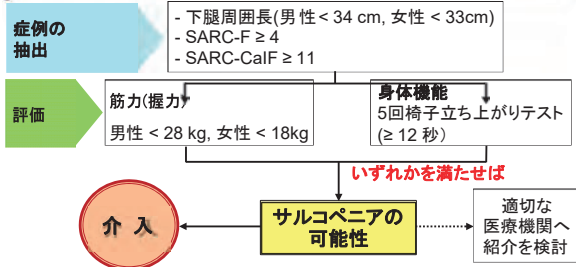 症例の
抽出
- 下腿周囲長(男性< 34 cm, 女性< 33cm)
- SARC-F ≥ 4
- SARC-CalF ≥ 11
評価
筋力(握力)
男性 < 28 kg, 女性 < 18kg
身体機能
5回椅子立ち上がりテスト
(≥ 12 秒)
いずれかを満たせば
介 入
サルコペニアの
可能性
適切な
医療機関へ
紹介を検討